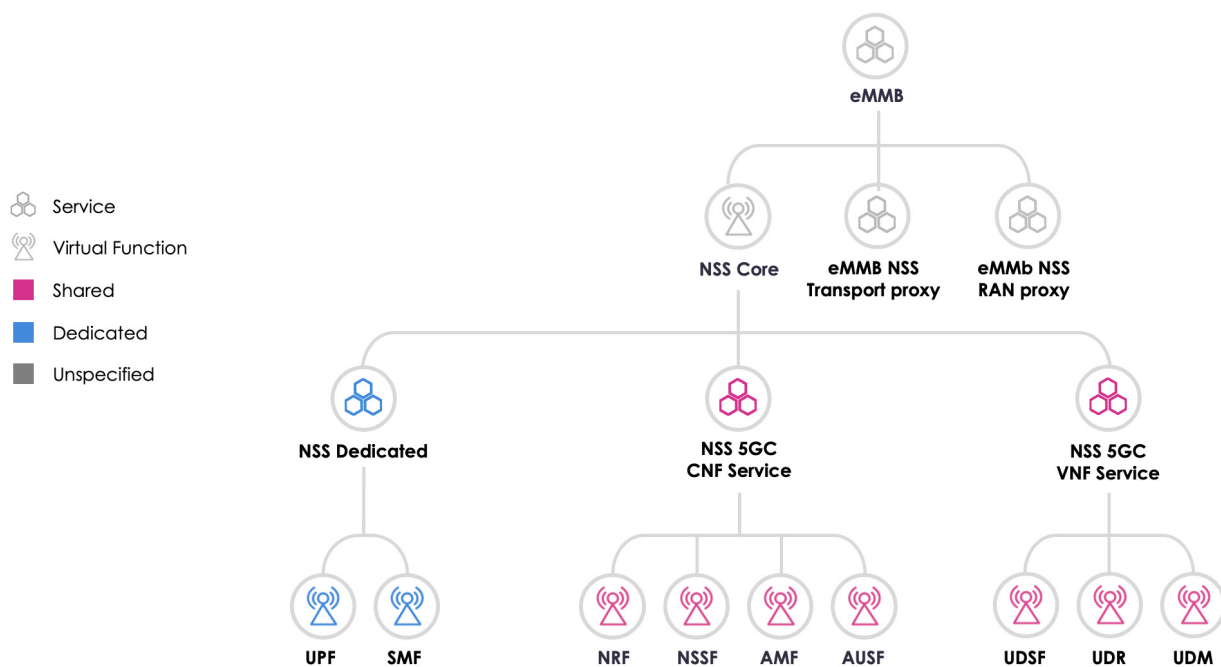 eMMB
Service
Virtual Function
Shared
Dedicated
Unspecified
NSS Core
eMMB NSS
Transport proxy
eMMb NSS
RAN proxy
NSS Dedicated
NSS 5GC
CNF Service
NSS 5GC
VNF Service
UPF
SMF
NRF
NSSF
AMF
AUSF
UDSF
UDR
UDM